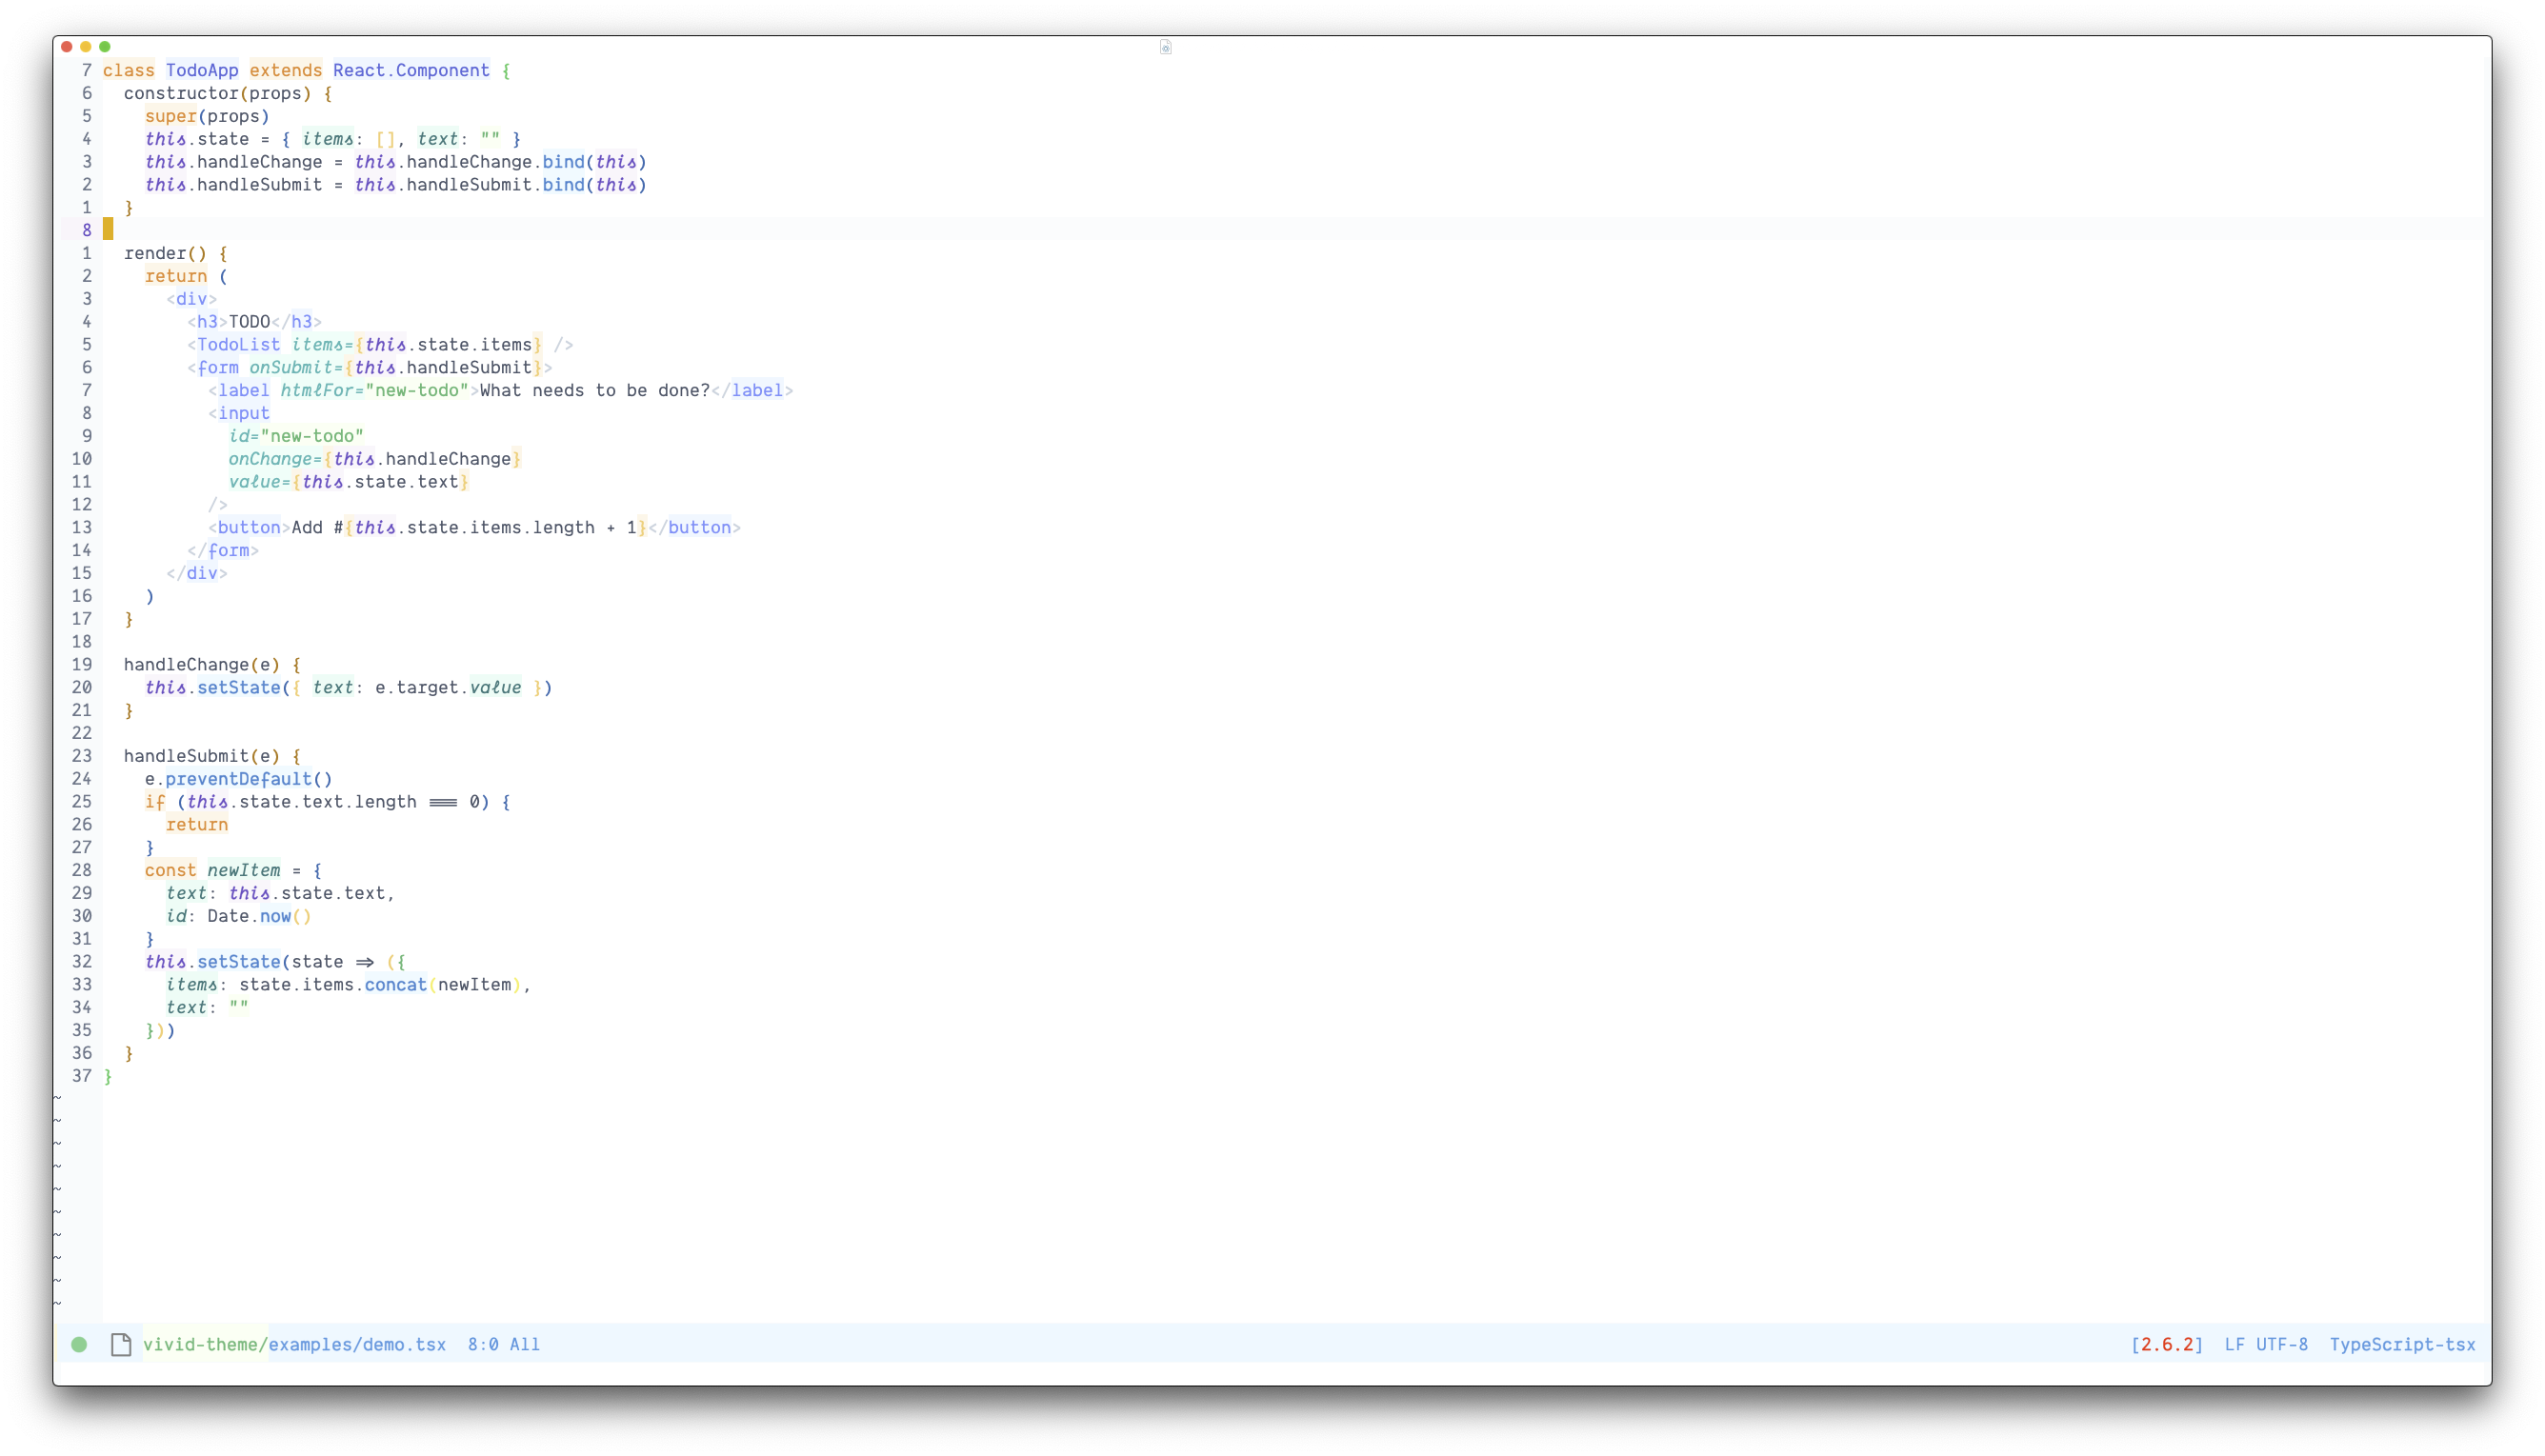 7 class TodoApp extends React.Component {
6   constructor(props) {
5     super(props)
4     this.state = { items: [], text: "" }
3     this.handleChange = this.handleChange.bind(this)
2     this.handleSubmit = this.handleSubmit.bind(this)
1   }
8
1   render() {
2     return (
3       <div>
4         <h3>TODO</h3>
5         <TodoList items={this.state.items} />
6         <form onSubmit={this.handleSubmit}>
7           <label htmlFor="new-todo">What needs to be done?</label>
8           <input
9             id="new-todo"
10             onChange={this.handleChange}
11             value={this.state.text}
12           />
13           <button>Add #{this.state.items.length + 1}</button>
14         </form>
15       </div>
16     )
17   }
18
19   handleChange(e) {
20     this.setState({ text: e.target.value })
21   }
22
23   handleSubmit(e) {
24     e.preventDefault()
25     if (this.state.text.length === 0) {
26       return
27     }
28     const newItem = {
29       text: this.state.text,
30       id: Date.now()
31     }
32     this.setState(state => ({
33       items: state.items.concat(newItem),
34       text: ""
35     }))
36   }
37 }
~
~
~
~
~
~
~
~
~
~
vivid-theme/examples/demo.tsx  8:0 All  [2.6.2]  LF UTF-8  TypeScript-tsx